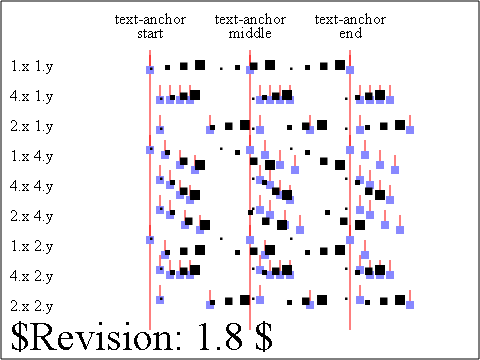 text-anchor text-anchor text-anchor
start middle end
1.x 1.y
4.x 1.y
2.x 1.y
1.x 4.y
4.x 4.y
2.x 4.y
1.x 2.y
4.x 2.y
2.x 2.y
$Revision: 1.8 $